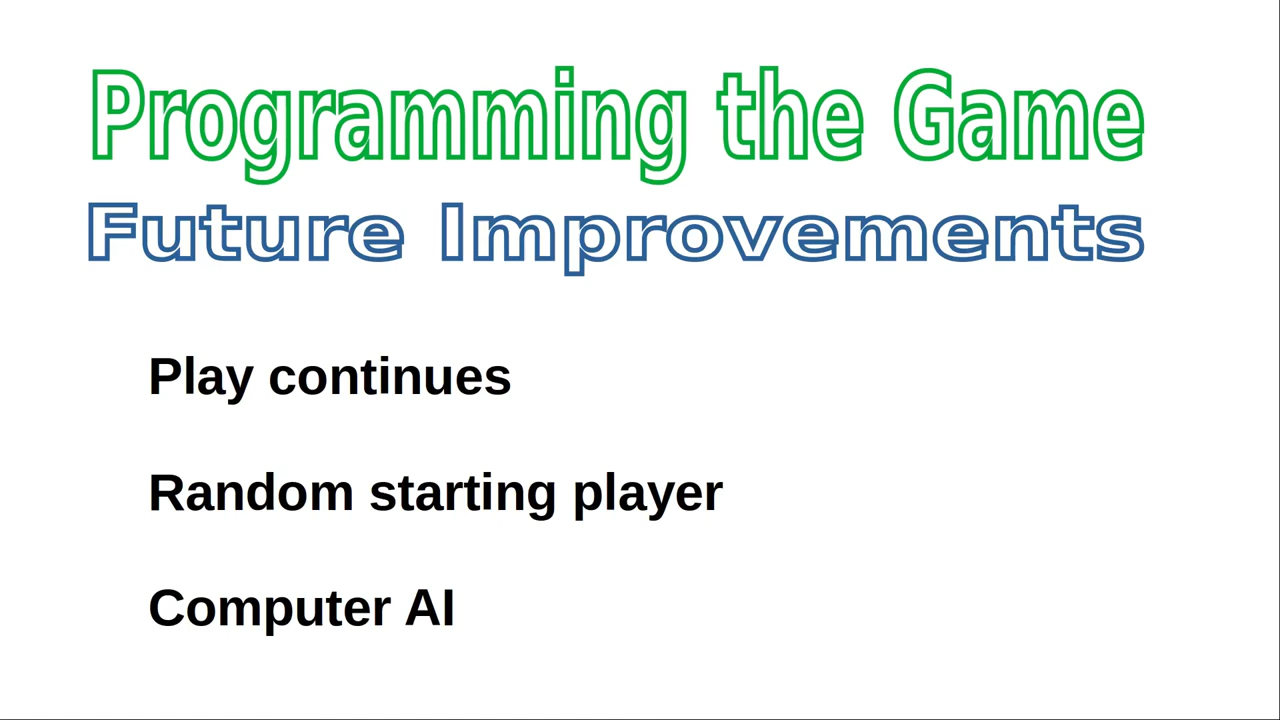 Programming the Game
Future Improvements
Play continues
Random starting player
Computer AI